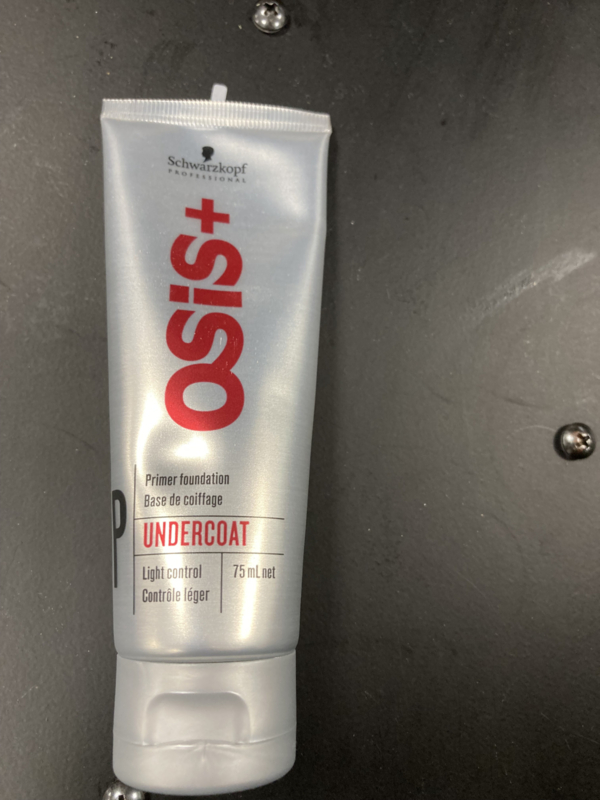 Schwarzkopf
PROFESSIONAL
OSiS+
P
Primer foundation
Base de coiffage
UNDERCOAT
Light control
Contrôle léger
75 mL net